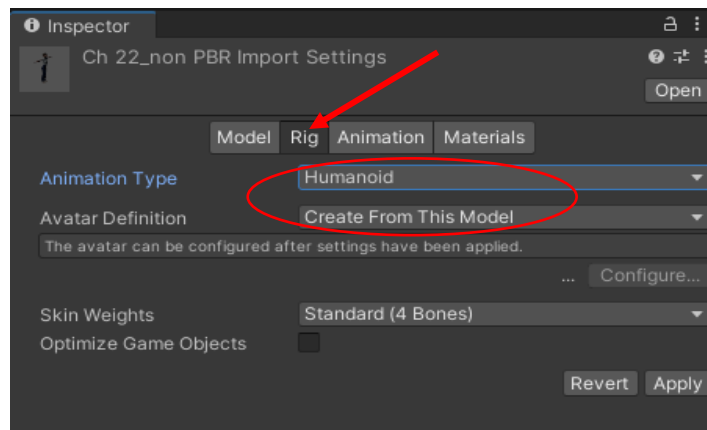 Inspector
Ch 22_non PBR Import Settings
Open
Model Rig Animation Materials
Animation Type Humanoid
Avatar Definition Create From This Model
The avatar can be configured after settings have been applied.
... Configure...
Skin Weights Standard (4 Bones)
Optimize Game Objects
Revert Apply